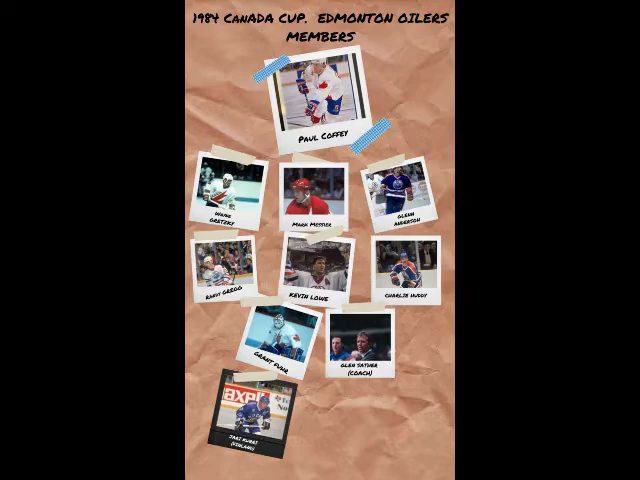 1984 CANADA CUP. EDMONTON OILERS
MEMBERS
PAUL COFFEY
WAYNE
GRETZKY
MARK MESSIER
GLENN
ANDERSON
RANDY GREGG
KEVIN LOWE
CHARLIE HUDDY
GRANT FUHR
GLEN SATHER
(COACH)
axel
JARI KURRI
(FINLAND)